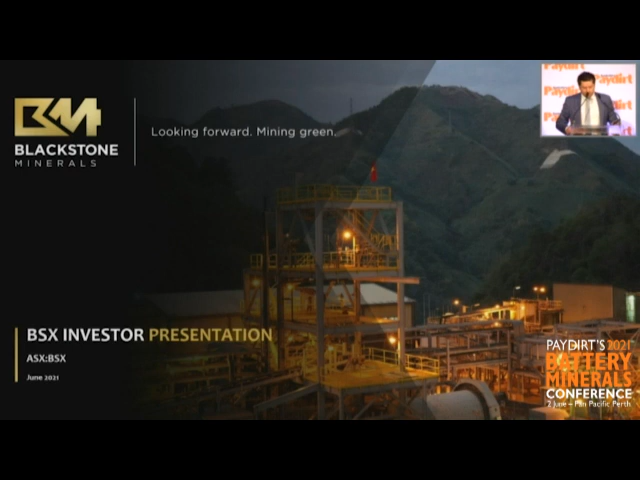 BM
BLACKSTONE
MINERALS
Looking forward. Mining green.
Paydirt
BSX INVESTOR PRESENTATION
ASX:BSX
June 2021
PAYDIRT'S 2021
BATTERY
MINERALS
CONFERENCE
2 June – Pan Pacific Perth